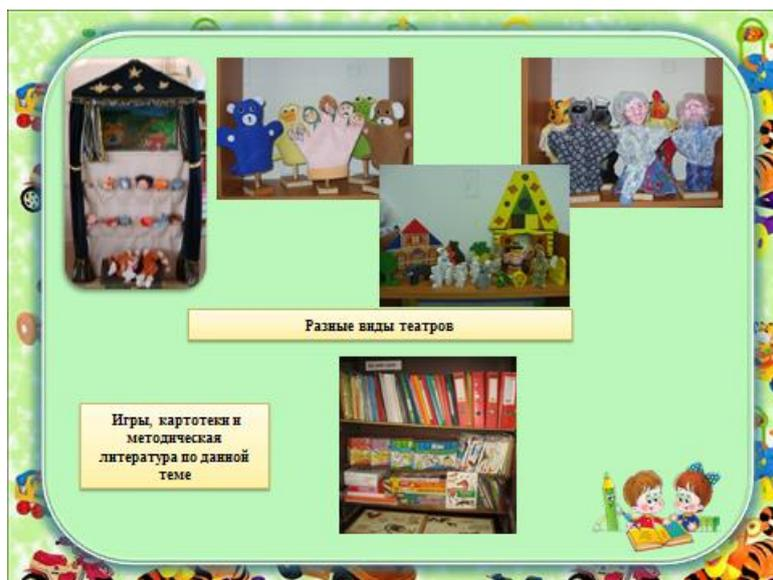 Разные виды театров
Игры, картотеки и
методическая
литература по данной
теме